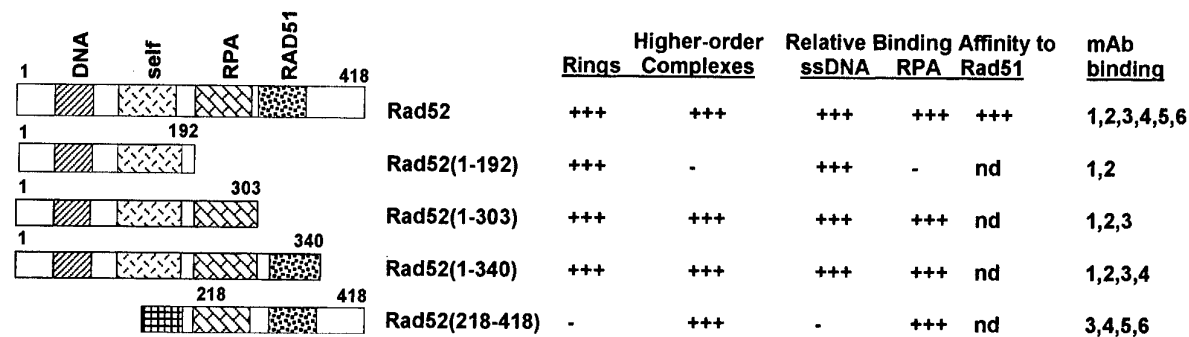 DNA self RPA RAD51
Higher-order Relative Binding Affinity to mAb
Rings Complexes ssDNA RPA Rad51 binding
1 418
Rad52 +++ +++ +++ +++ +++ 1,2,3,4,5,6
1 192
Rad52(1-192) +++ - +++ - nd 1,2
1 303
Rad52(1-303) +++ +++ +++ +++ nd 1,2,3
1 340
Rad52(1-340) +++ +++ +++ +++ nd 1,2,3,4
218 418
Rad52(218-418) - +++ - +++ nd 3,4,5,6